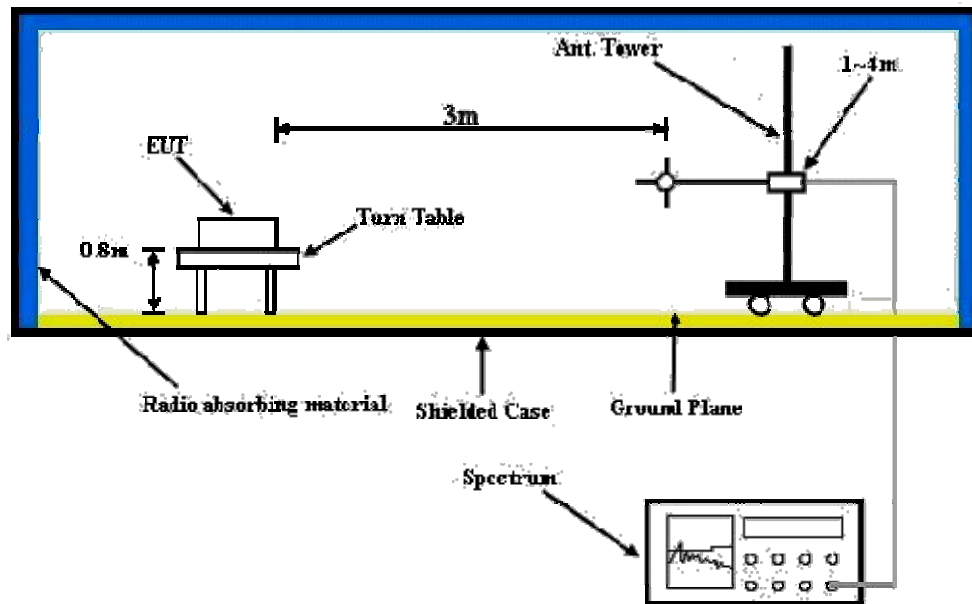 Ant. Tower
1~4m
3m
EUT
Turn Table
0.8m
Radio absorbing material
Shielded Case
Ground Plane
Spectrum